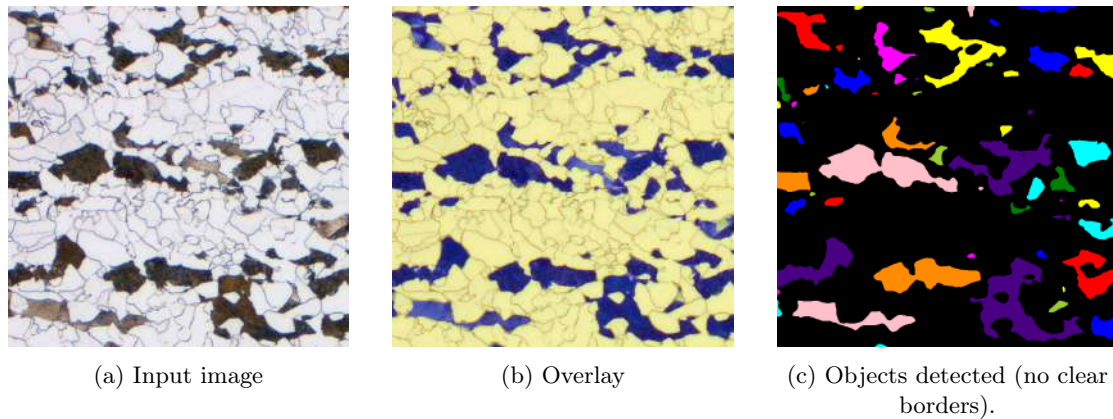 (a) Input image
(b) Overlay
(c) Objects detected (no clear
borders).